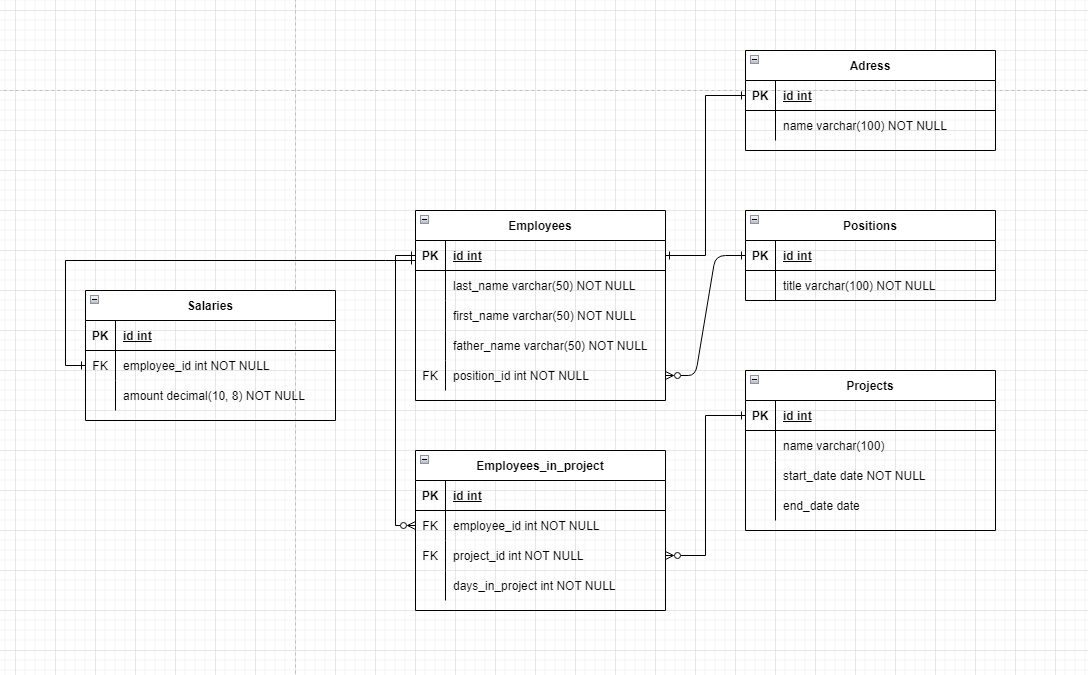 Adress
PK id int
name varchar(100) NOT NULL
Employees
PK id int
last_name varchar(50) NOT NULL
first_name varchar(50) NOT NULL
father_name varchar(50) NOT NULL
FK position_id int NOT NULL
Positions
PK id int
title varchar(100) NOT NULL
Salaries
PK id int
FK employee_id int NOT NULL
amount decimal(10, 8) NOT NULL
Projects
PK id int
name varchar(100)
start_date date NOT NULL
end_date date
Employees_in_project
PK id int
FK employee_id int NOT NULL
FK project_id int NOT NULL
days_in_project int NOT NULL